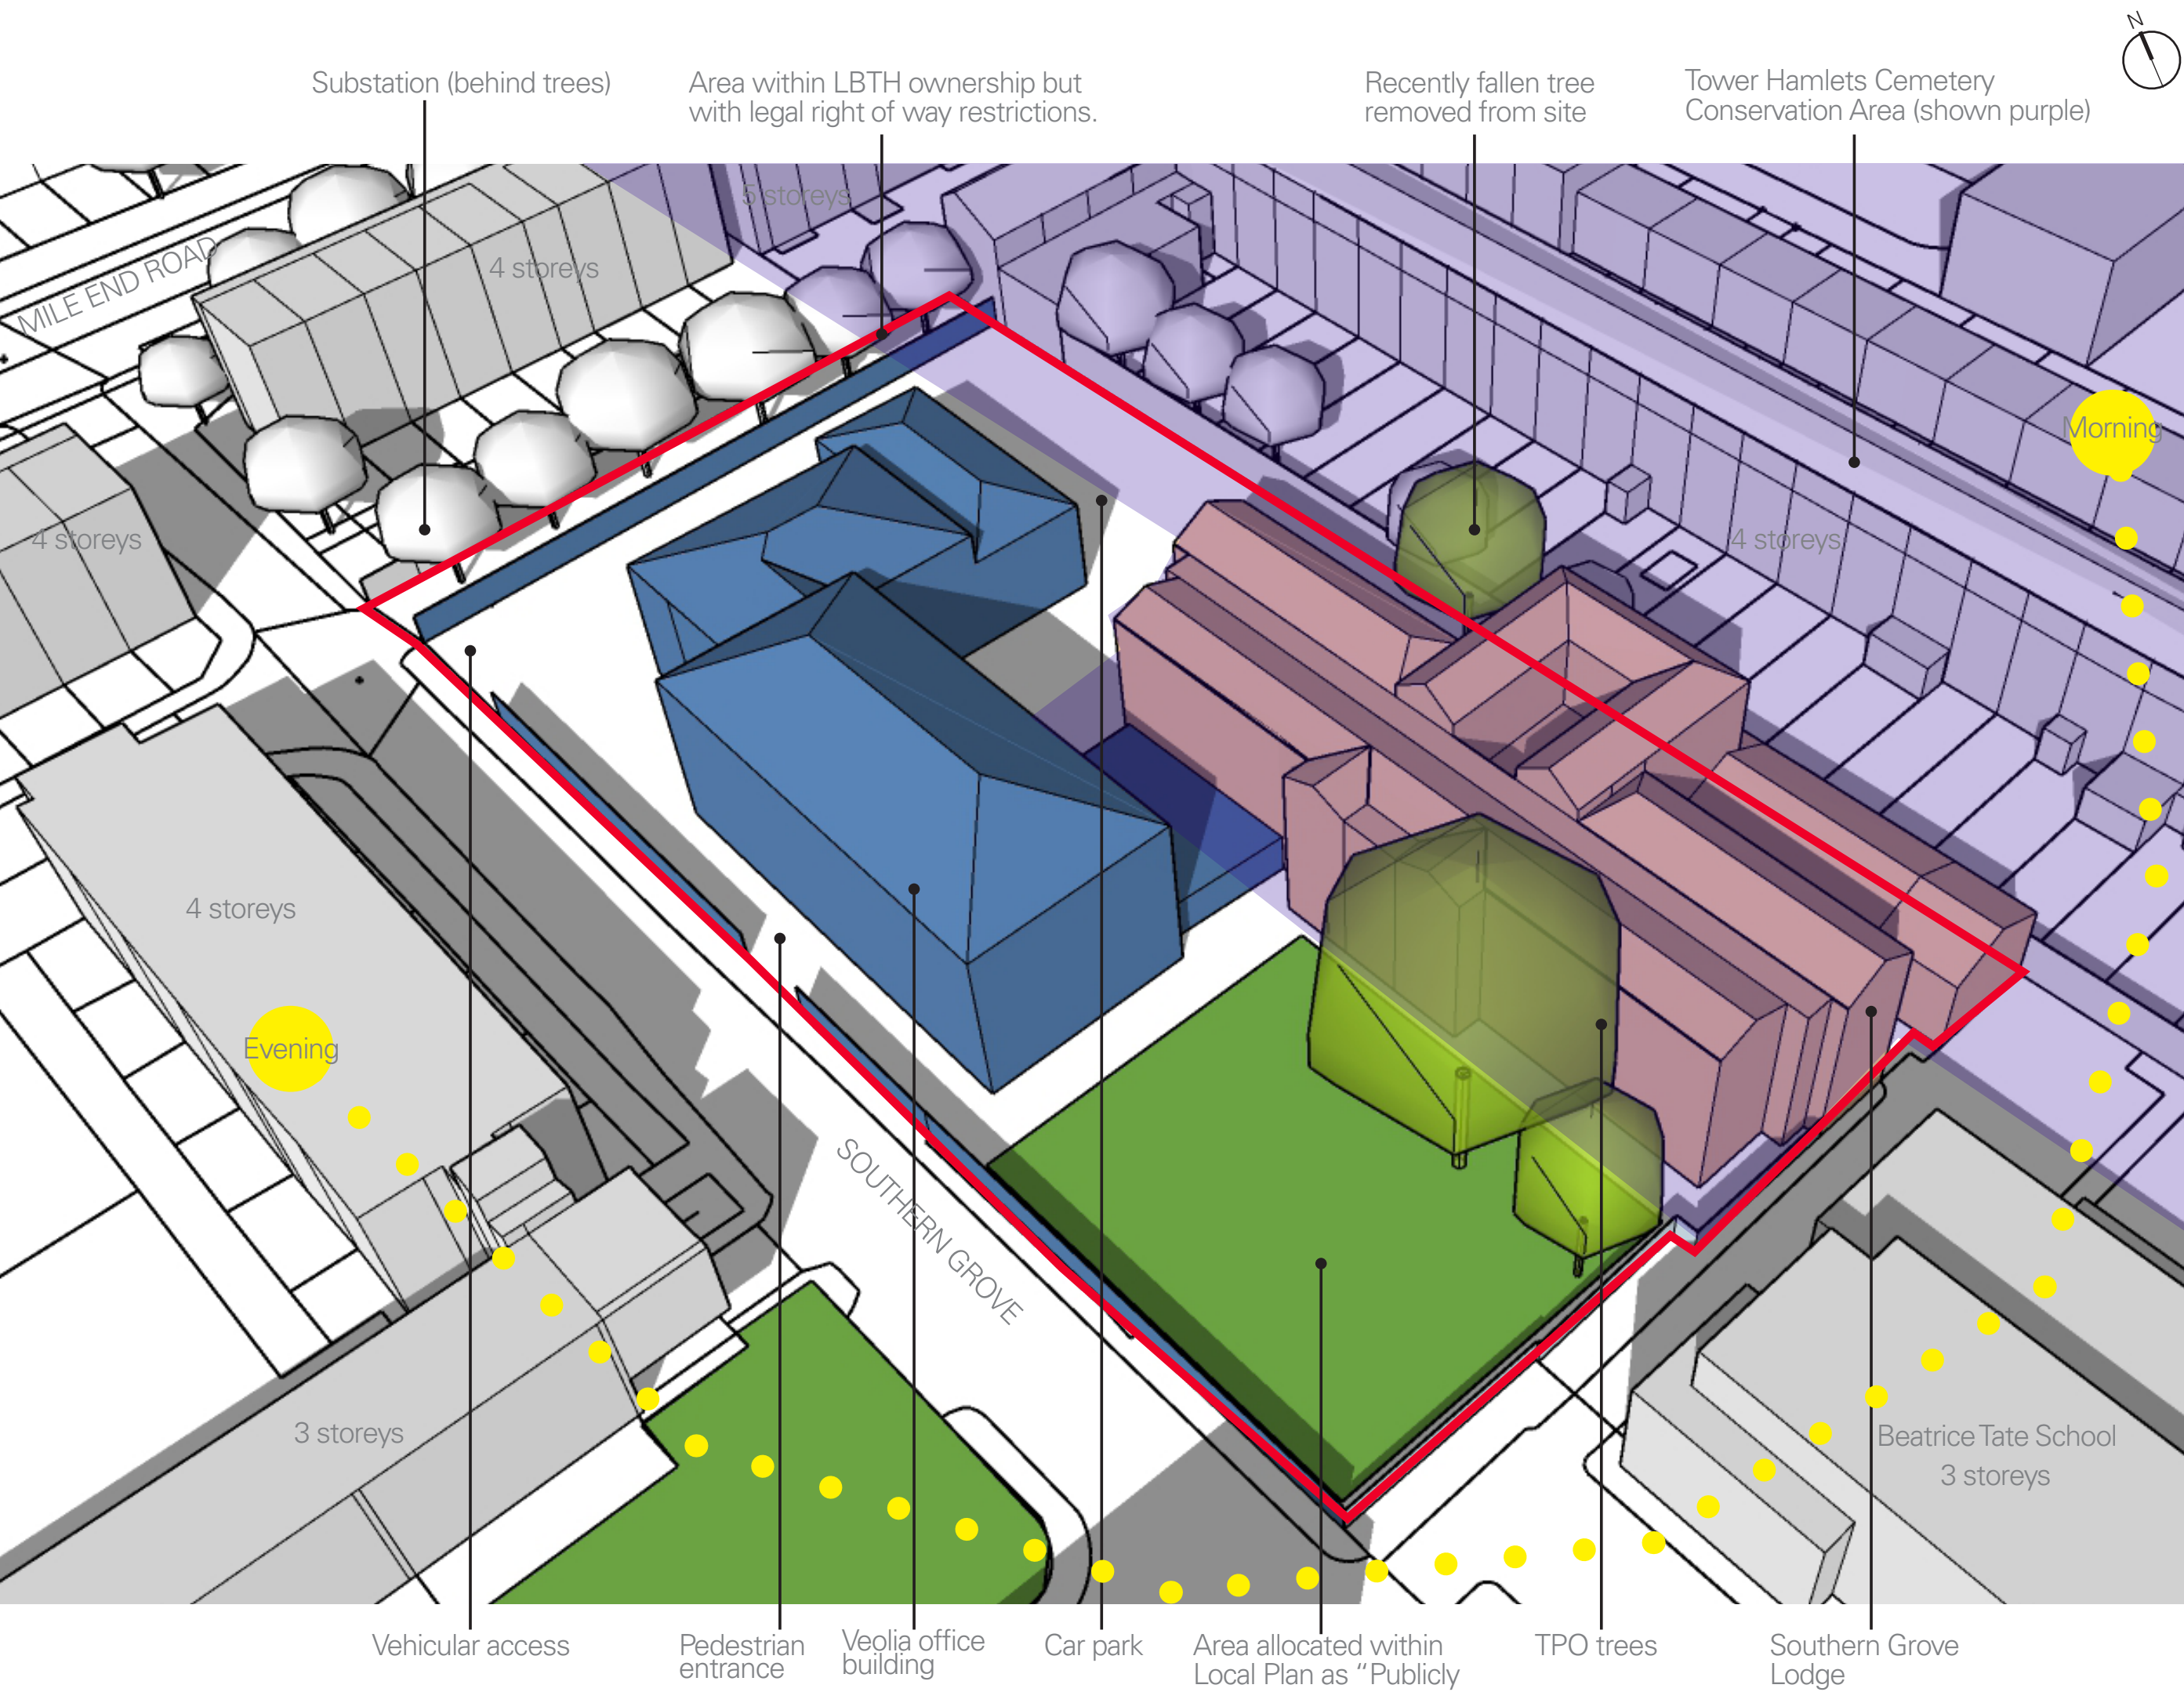 N
Substation (behind trees)
Area within LBTH ownership but
with legal right of way restrictions.
Recently fallen tree
removed from site
Tower Hamlets Cemetery
Conservation Area (shown purple)
5 storeys
MILE END ROAD
4 storeys
4 storeys
4 storeys
Morning
4 storeys
Evening
SOUTHERN GROVE
3 storeys
Beatrice Tate School
3 storeys
Vehicular access
Pedestrian
entrance
Veolia office
building
Car park
Area allocated within
Local Plan as “Publicly
TPO trees
Southern Grove
Lodge